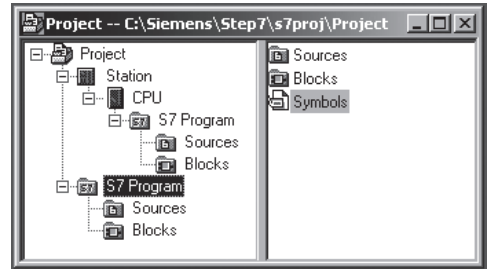 Project -- C:\Siemens\Step7\s7proj\Project
Project
Station
CPU
S7 Program
Sources
Blocks
S7 Program
Sources
Blocks
Sources
Blocks
Symbols